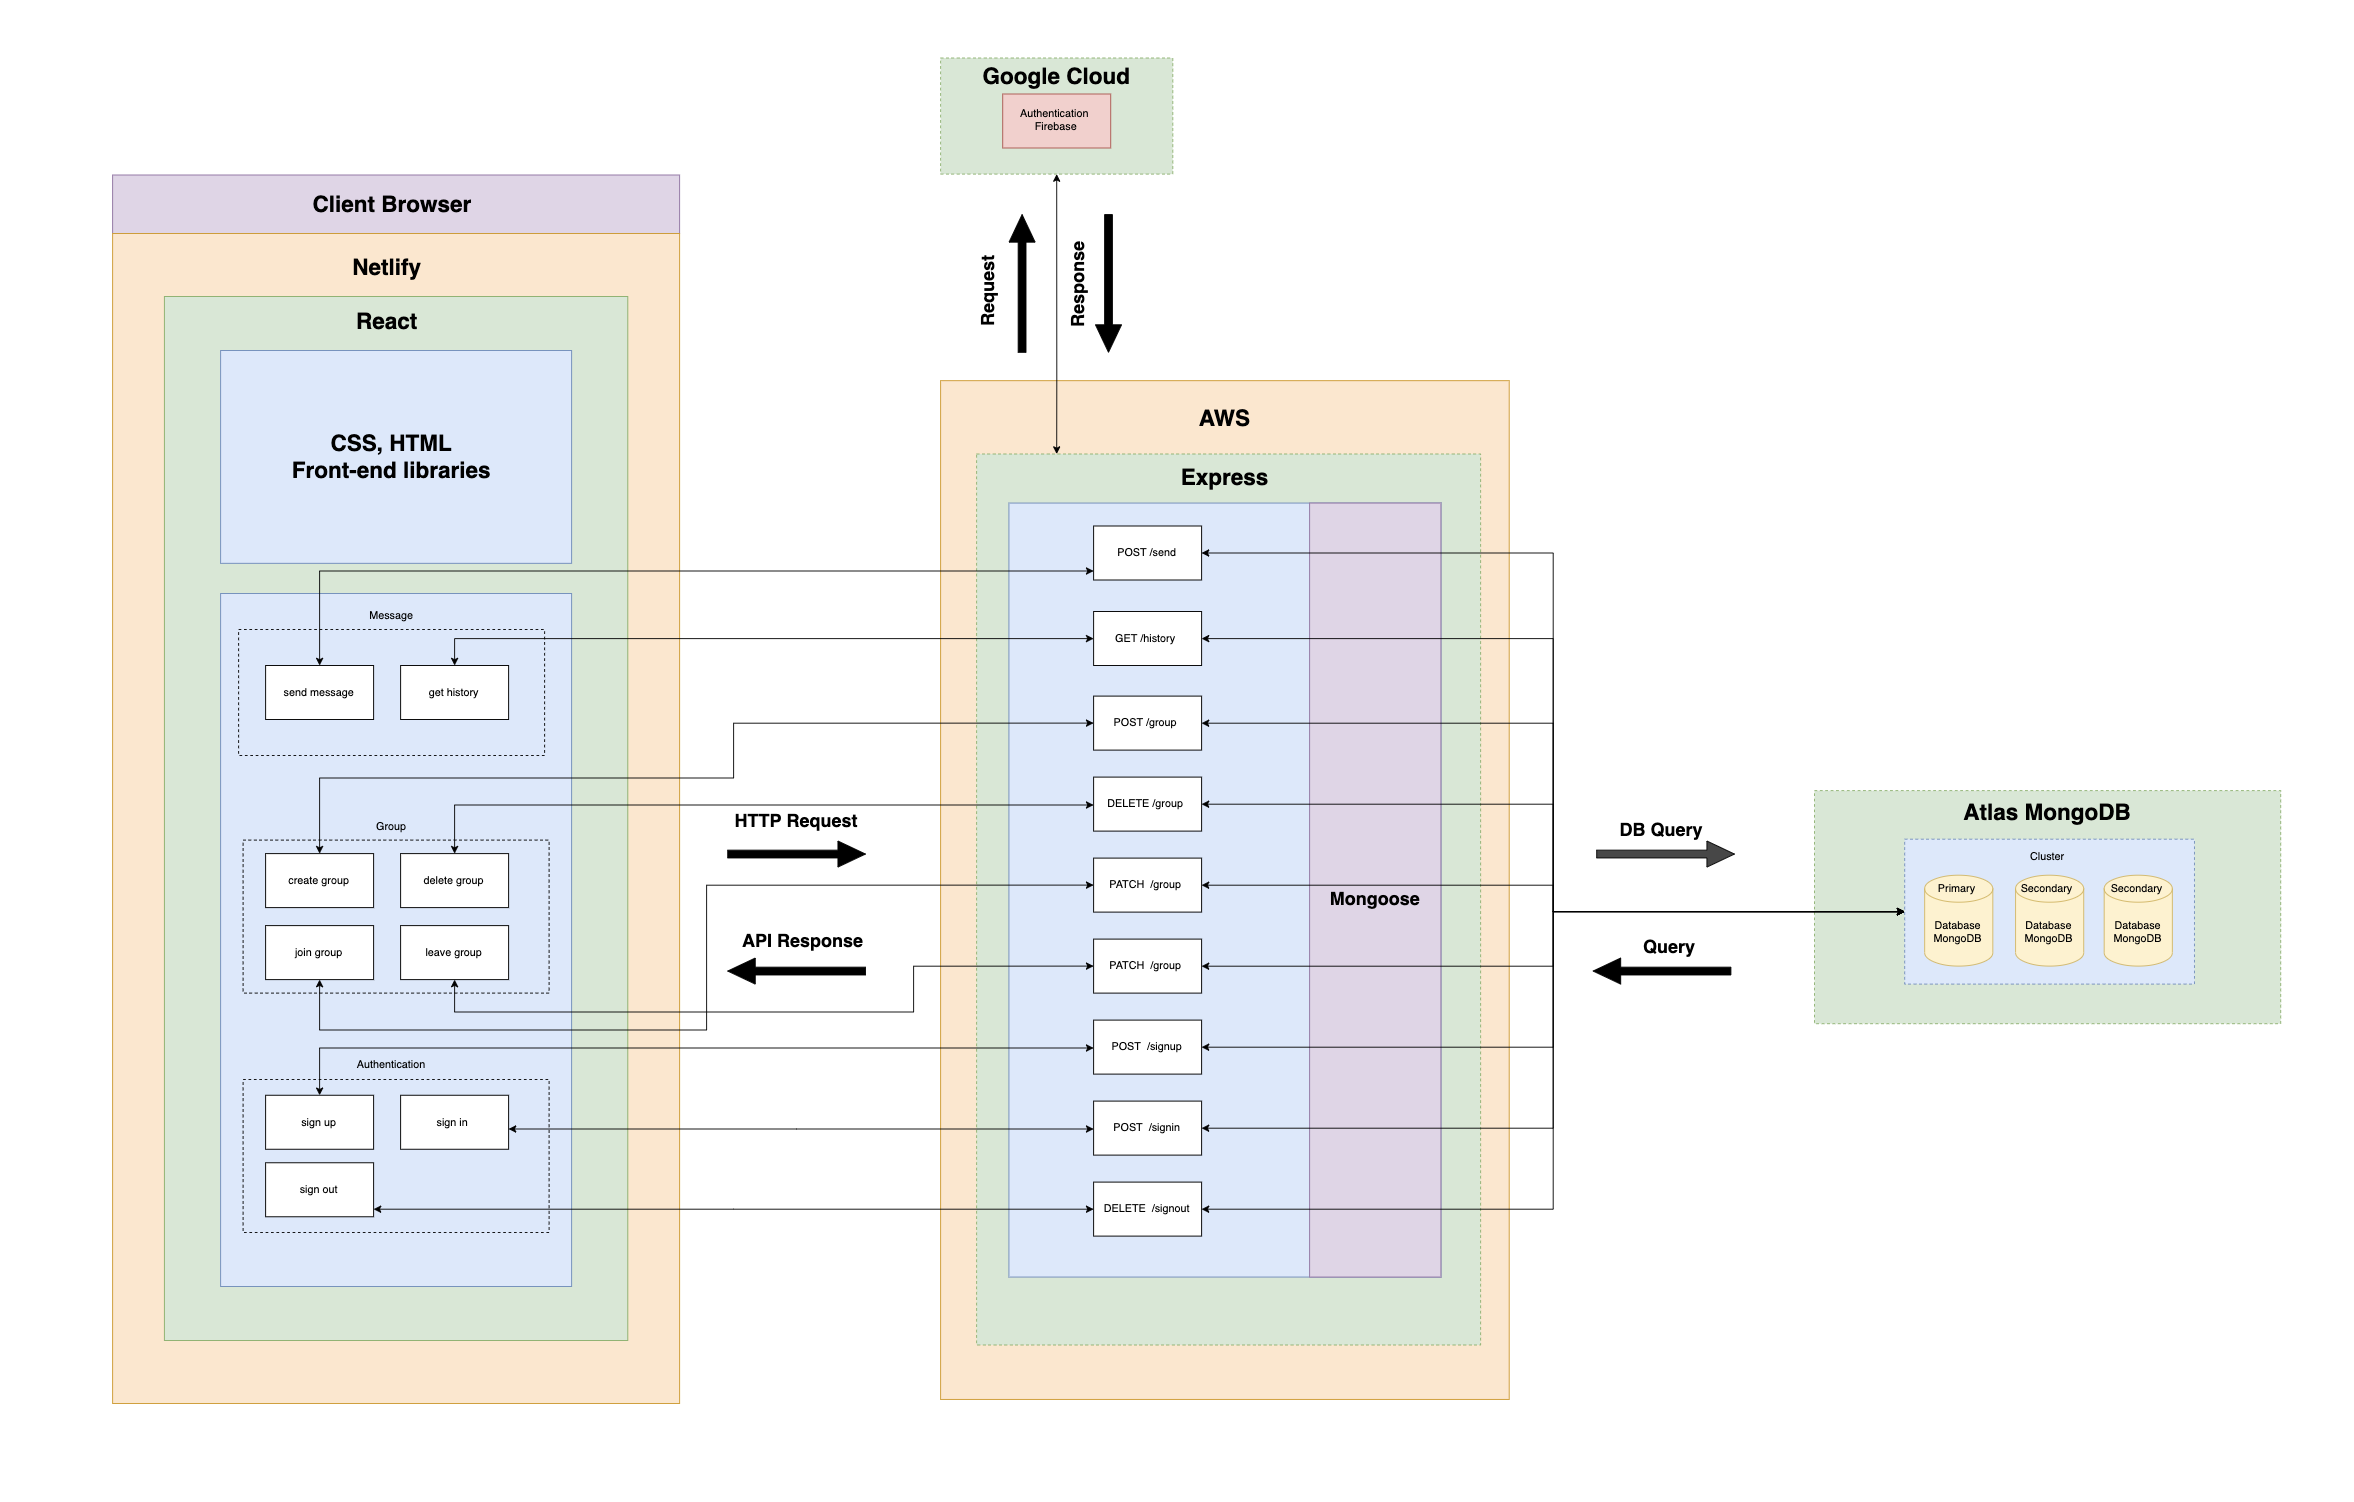 Google Cloud
Authentication
Firebase
Request
Response
Client Browser
Netlify
React
CSS, HTML
Front-end libraries
Message
send message
get history
Group
create group
delete group
join group
leave group
Authentication
sign up
sign in
sign out
HTTP Request
API Response
AWS
Express
POST /send
GET /history
POST /group
DELETE /group
PATCH /group
PATCH /group
POST /signup
POST /signin
DELETE /signout
Mongoose
DB Query
Query
Atlas MongoDB
Cluster
Primary
Database
MongoDB
Secondary
Database
MongoDB
Secondary
Database
MongoDB